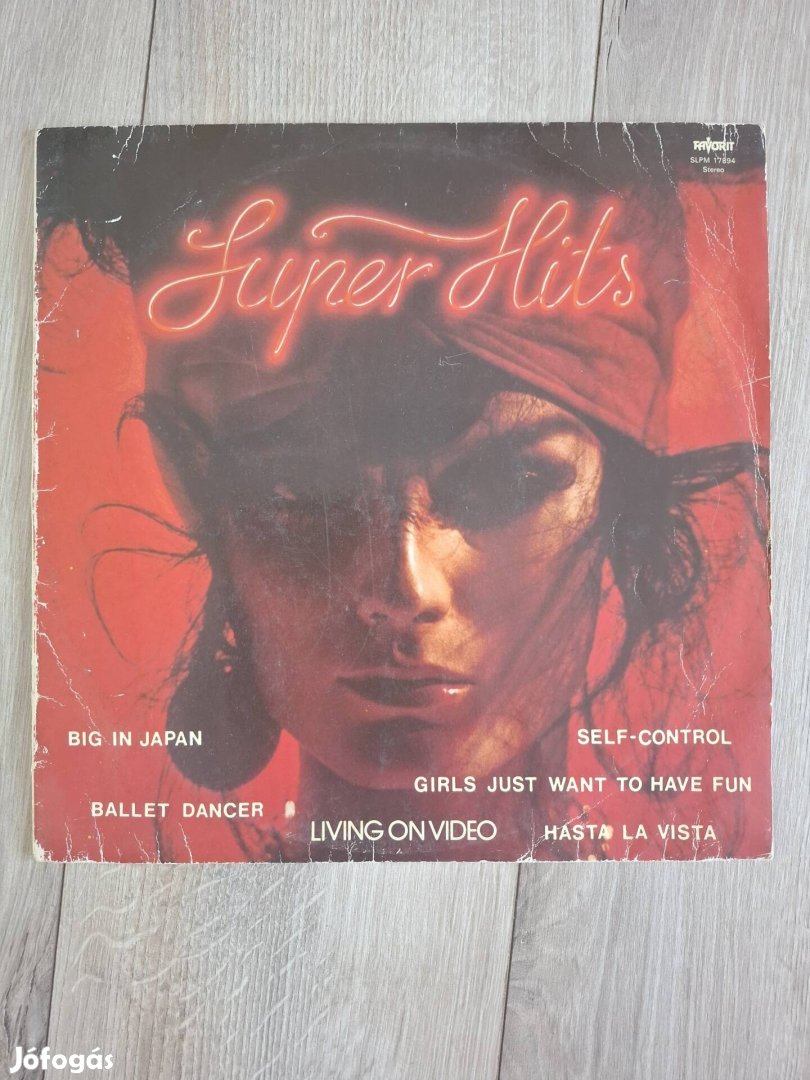 FAVORIT
SLPM 17894
Stereo
Super Hits
BIG IN JAPAN
SELF-CONTROL
GIRLS JUST WANT TO HAVE FUN
BALLET DANCER
LIVING ON VIDEO
HASTA LA VISTA
Jófogás